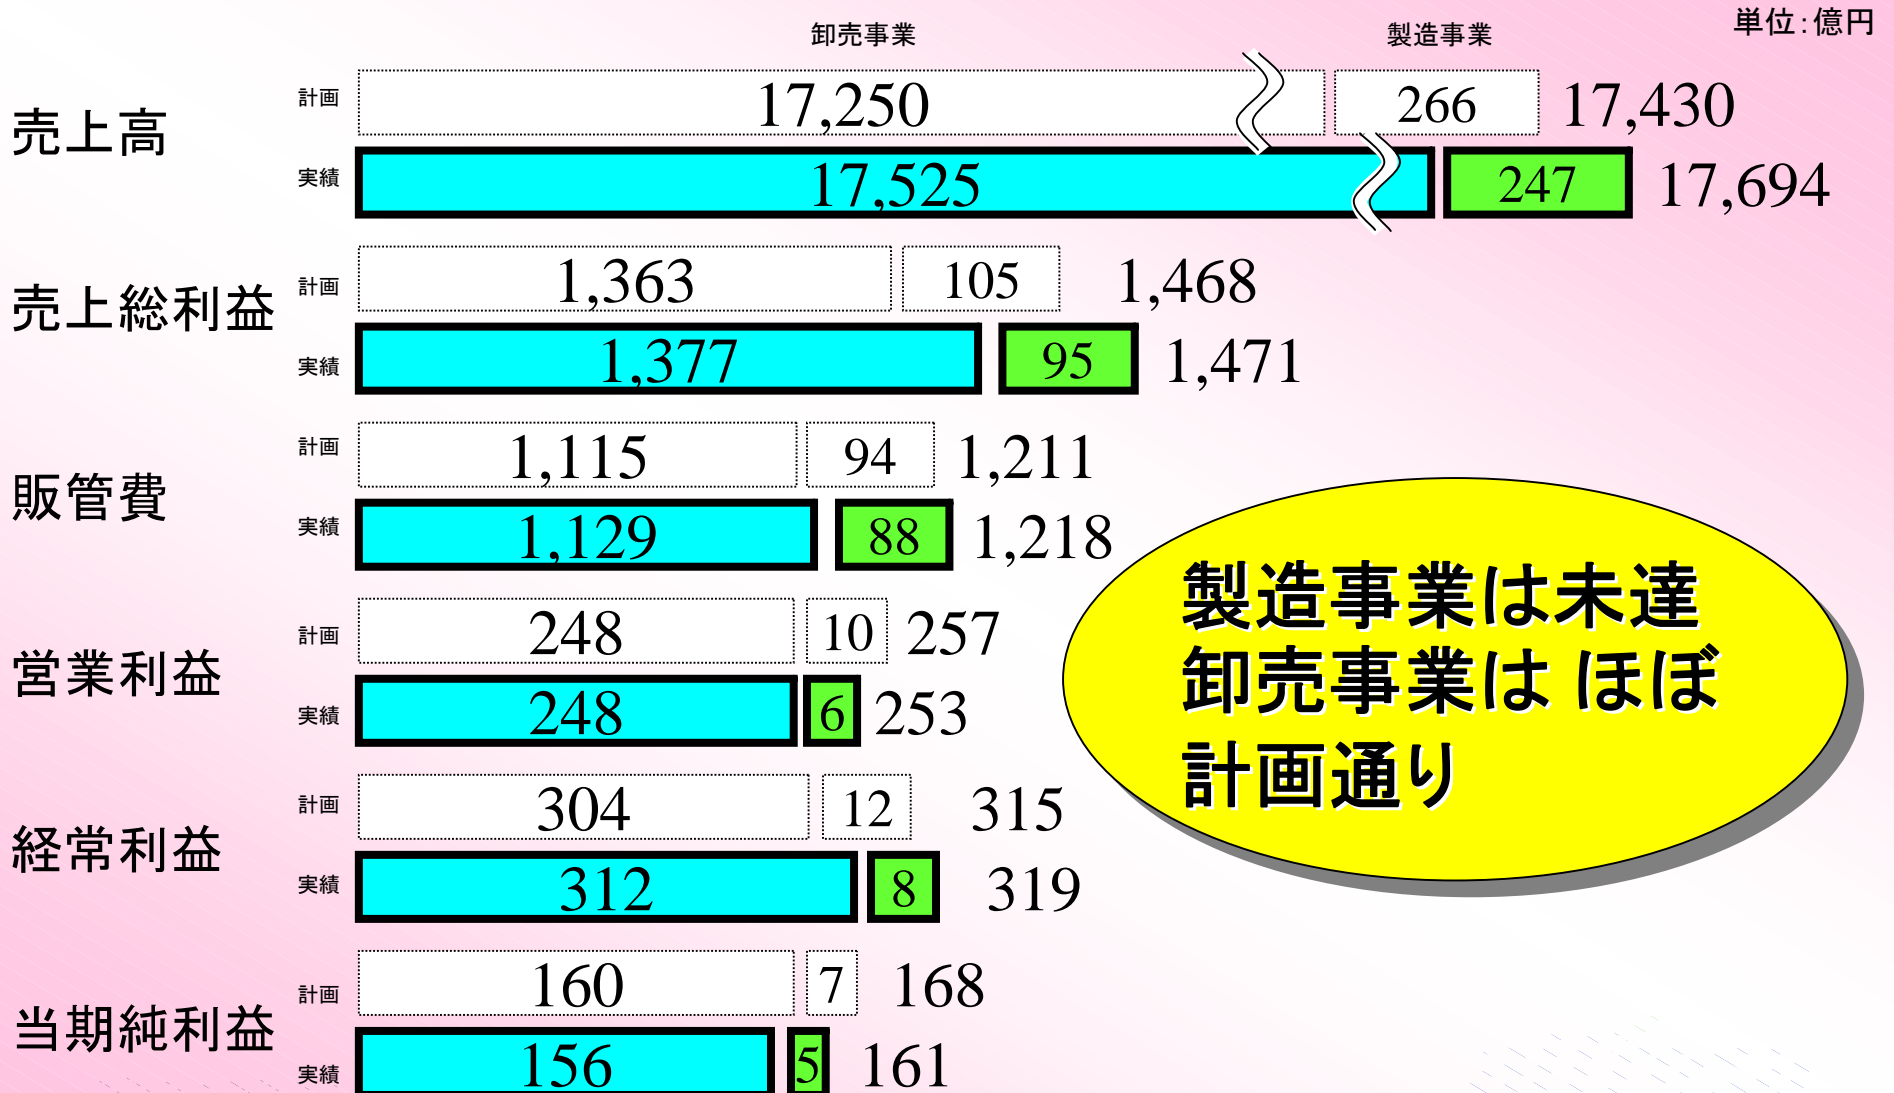 単位：億円
卸売事業 製造事業
売上高
計画 17,250 266 17,430
実績 17,525 247 17,694
売上総利益
計画 1,363 105 1,468
実績 1,377 95 1,471
販管費
計画 1,115 94 1,211
実績 1,129 88 1,218
営業利益
計画 248 10 257
実績 248 6 253
経常利益
計画 304 12 315
実績 312 8 319
当期純利益
計画 160 7 168
実績 156 5 161
製造事業は未達
卸売事業は ほぼ
計画通り